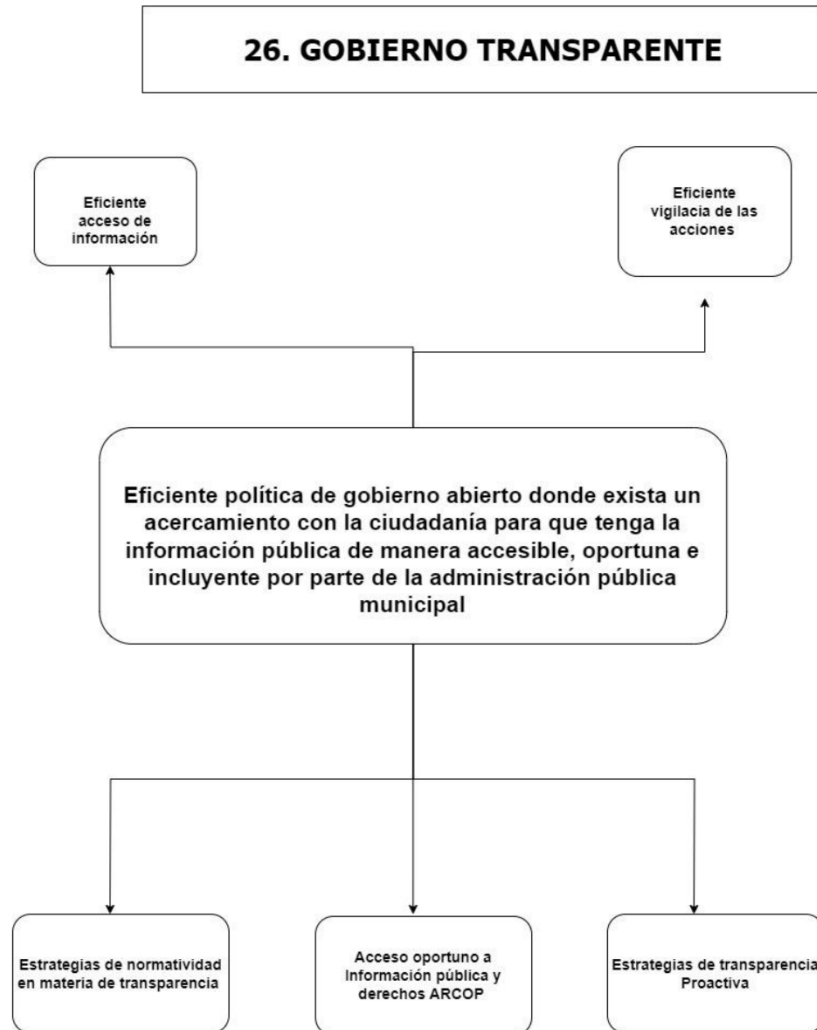 26. GOBIERNO TRANSPARENTE
Eficiente
acceso de
información
Eficiente
vigilacia de las
acciones
Eficiente política de gobierno abierto donde exista un
acercamiento con la ciudadanía para que tenga la
información pública de manera accesible, oportuna e
incluyente por parte de la administración pública
municipal
Estrategias de normatividad
en materia de transparencia
Acceso oportuno a
Información pública y
derechos ARCOP
Estrategias de transparencia
Proactiva